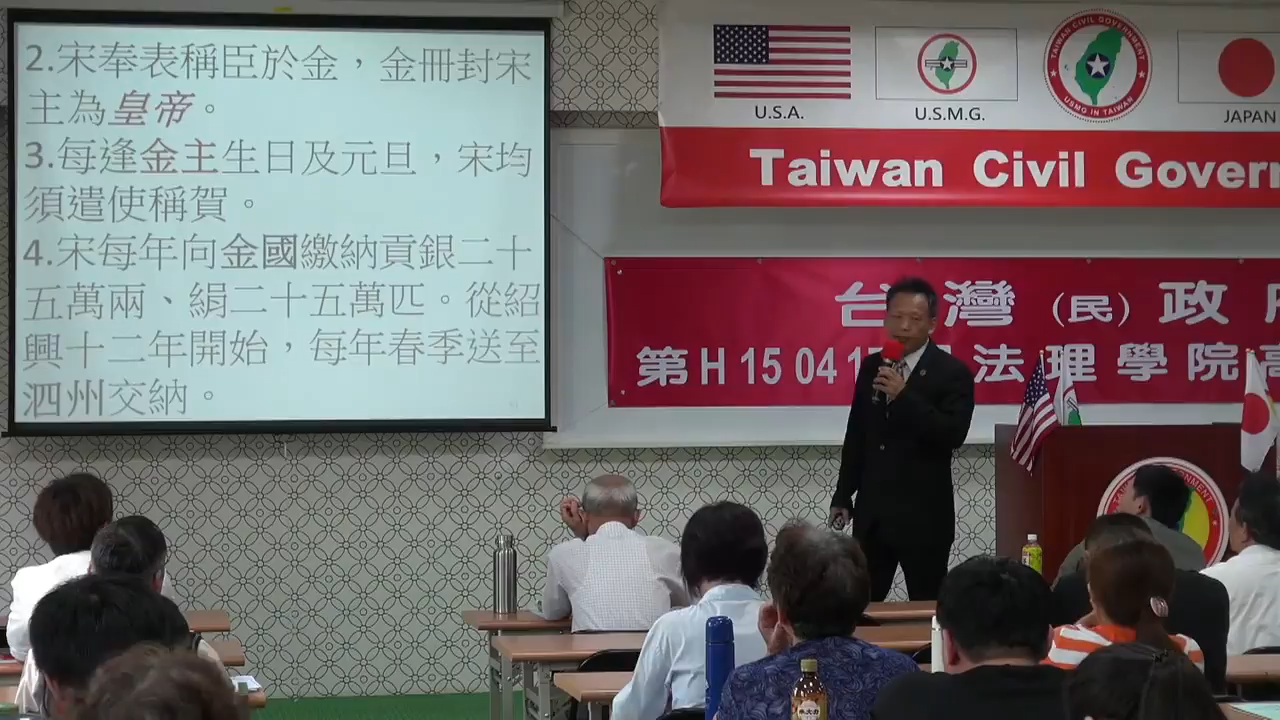 2.宋奉表稱臣於金，金冊封宋
主為皇帝。
3.每逢金主生日及元旦，宋均
須遣使稱賀。
4.宋每年向金國繳納貢銀二十
五萬兩、絹二十五萬匹。從紹
興十二年開始，每年春季送至
泗州交納。
U.S.A.
U.S.M.G.
TAIWAN CIVIL GOVERNMENT
USMG IN TAIWAN
JAPAN
Taiwan Civil Govern
台灣(民)政府
第H 15 04 1 法理學院高